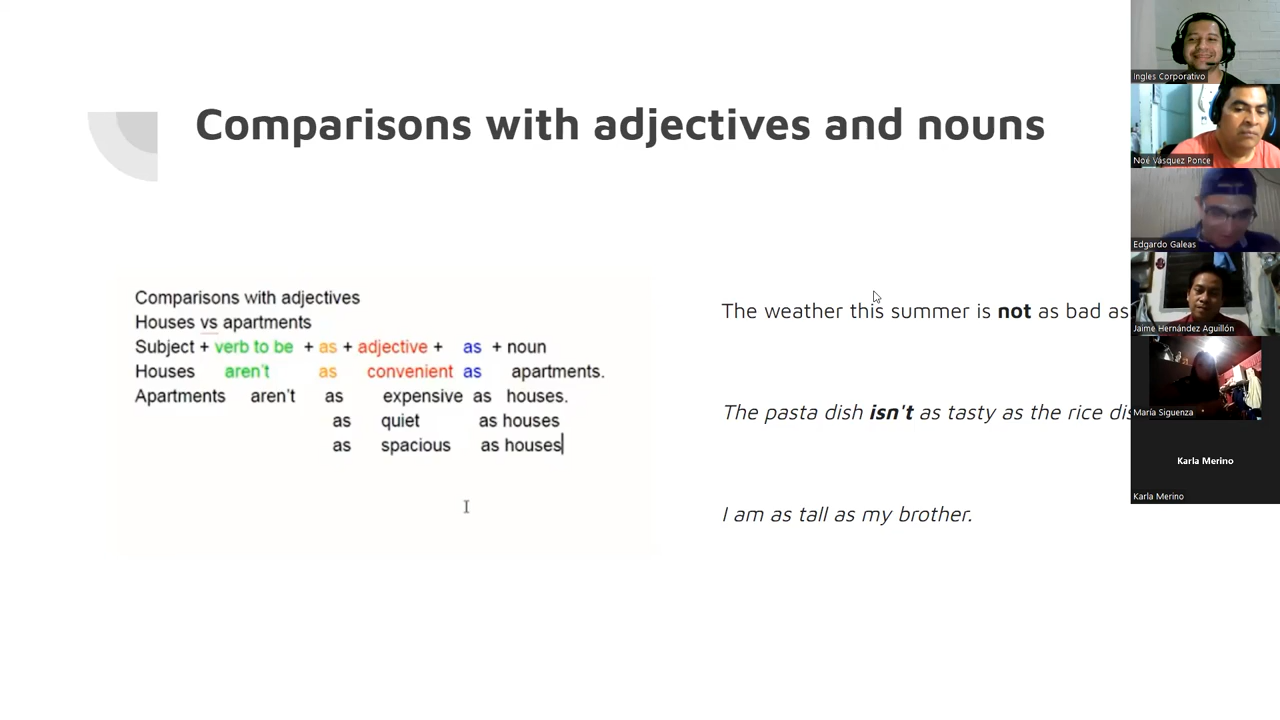 Comparisons with adjectives and nouns
Comparisons with adjectives
Houses vs apartments
Subject + verb to be + as + adjective + as + noun
Houses aren't as convenient as apartments.
Apartments aren't as expensive as houses.
as quiet as houses
as spacious as houses
The weather this summer is not as bad as
The pasta dish isn't as tasty as the rice
I am as tall as my brother.
Ingles Corporativo
Noé Vásquez Ponce
Edgardo Galeas
Jaime Hernández Aguillón
María Siguenza
Karla Merino
Karla Merino